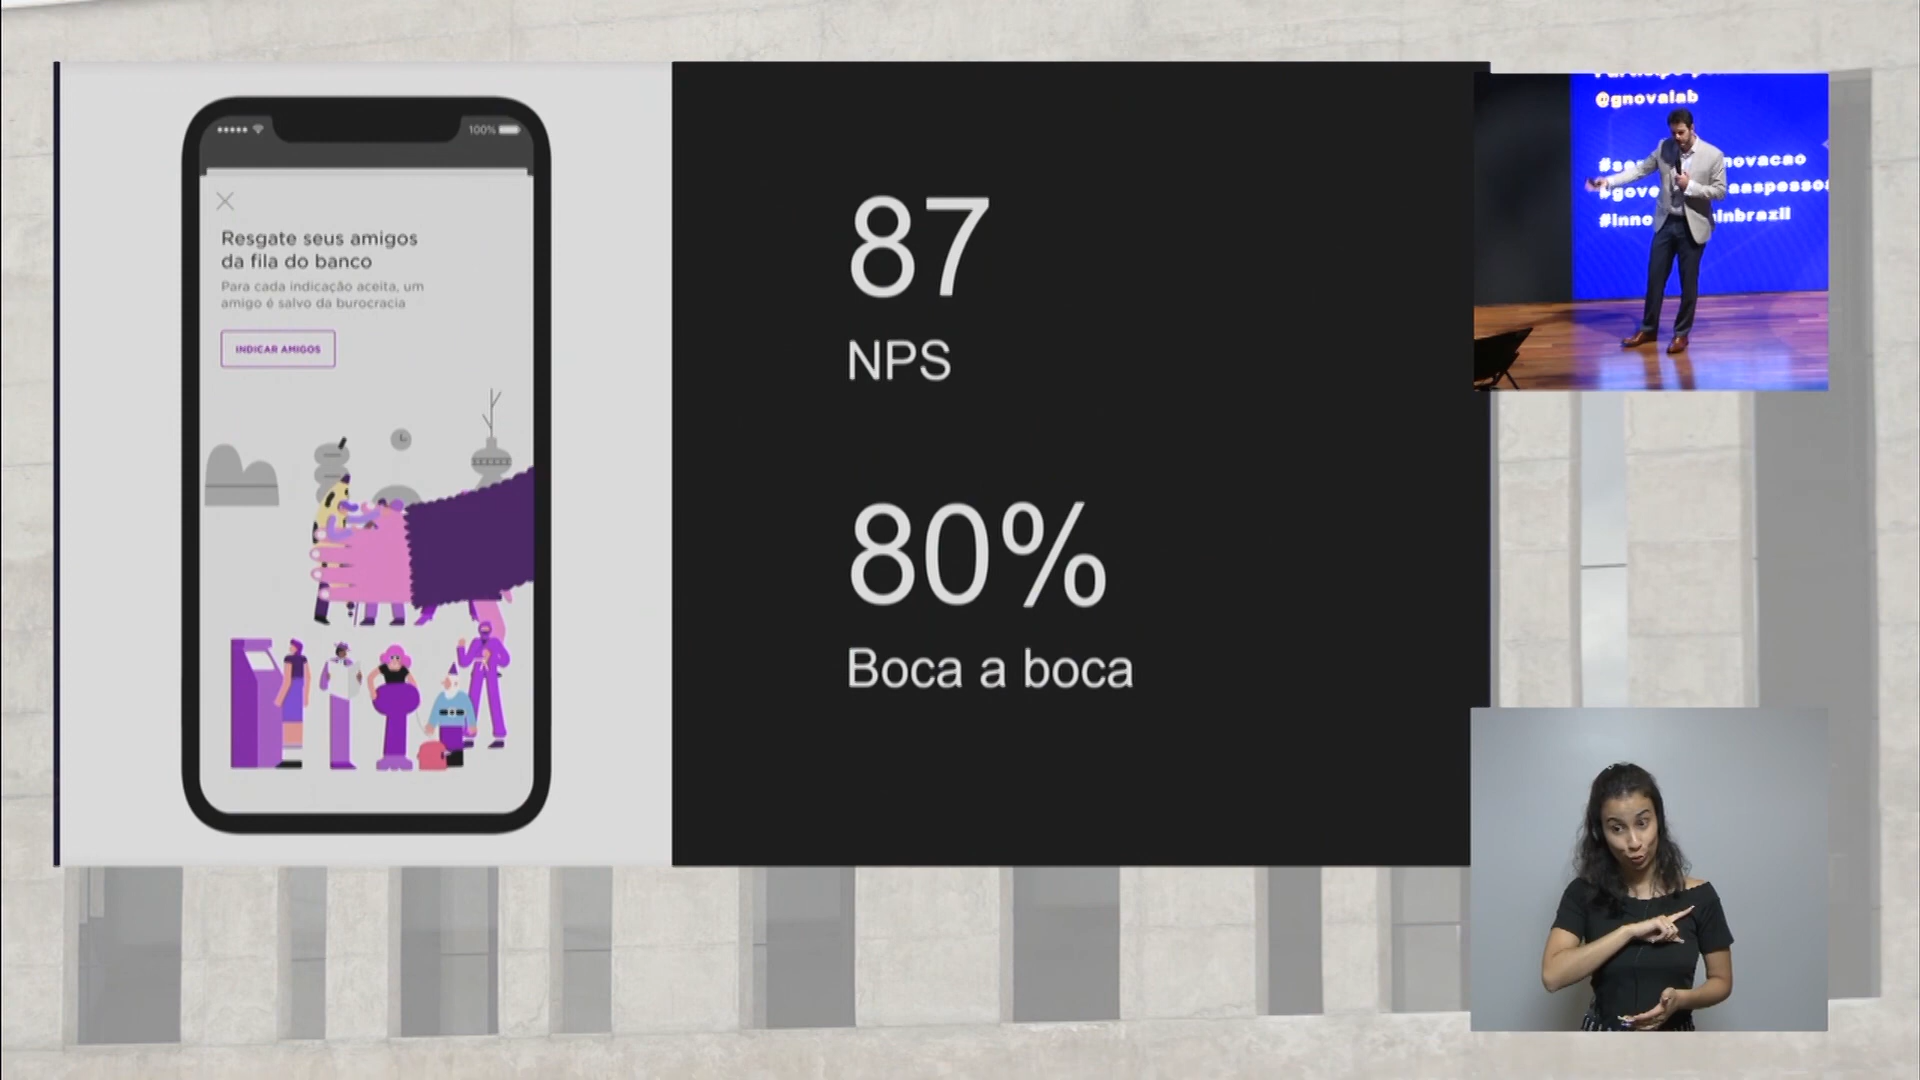 100%
Resgate seus amigos
da fila do banco
Para cada indicação aceita, um
amigo é salvo da burocracia
INDICAR AMIGOS
87
NPS
80%
Boca a boca
@gnovalab